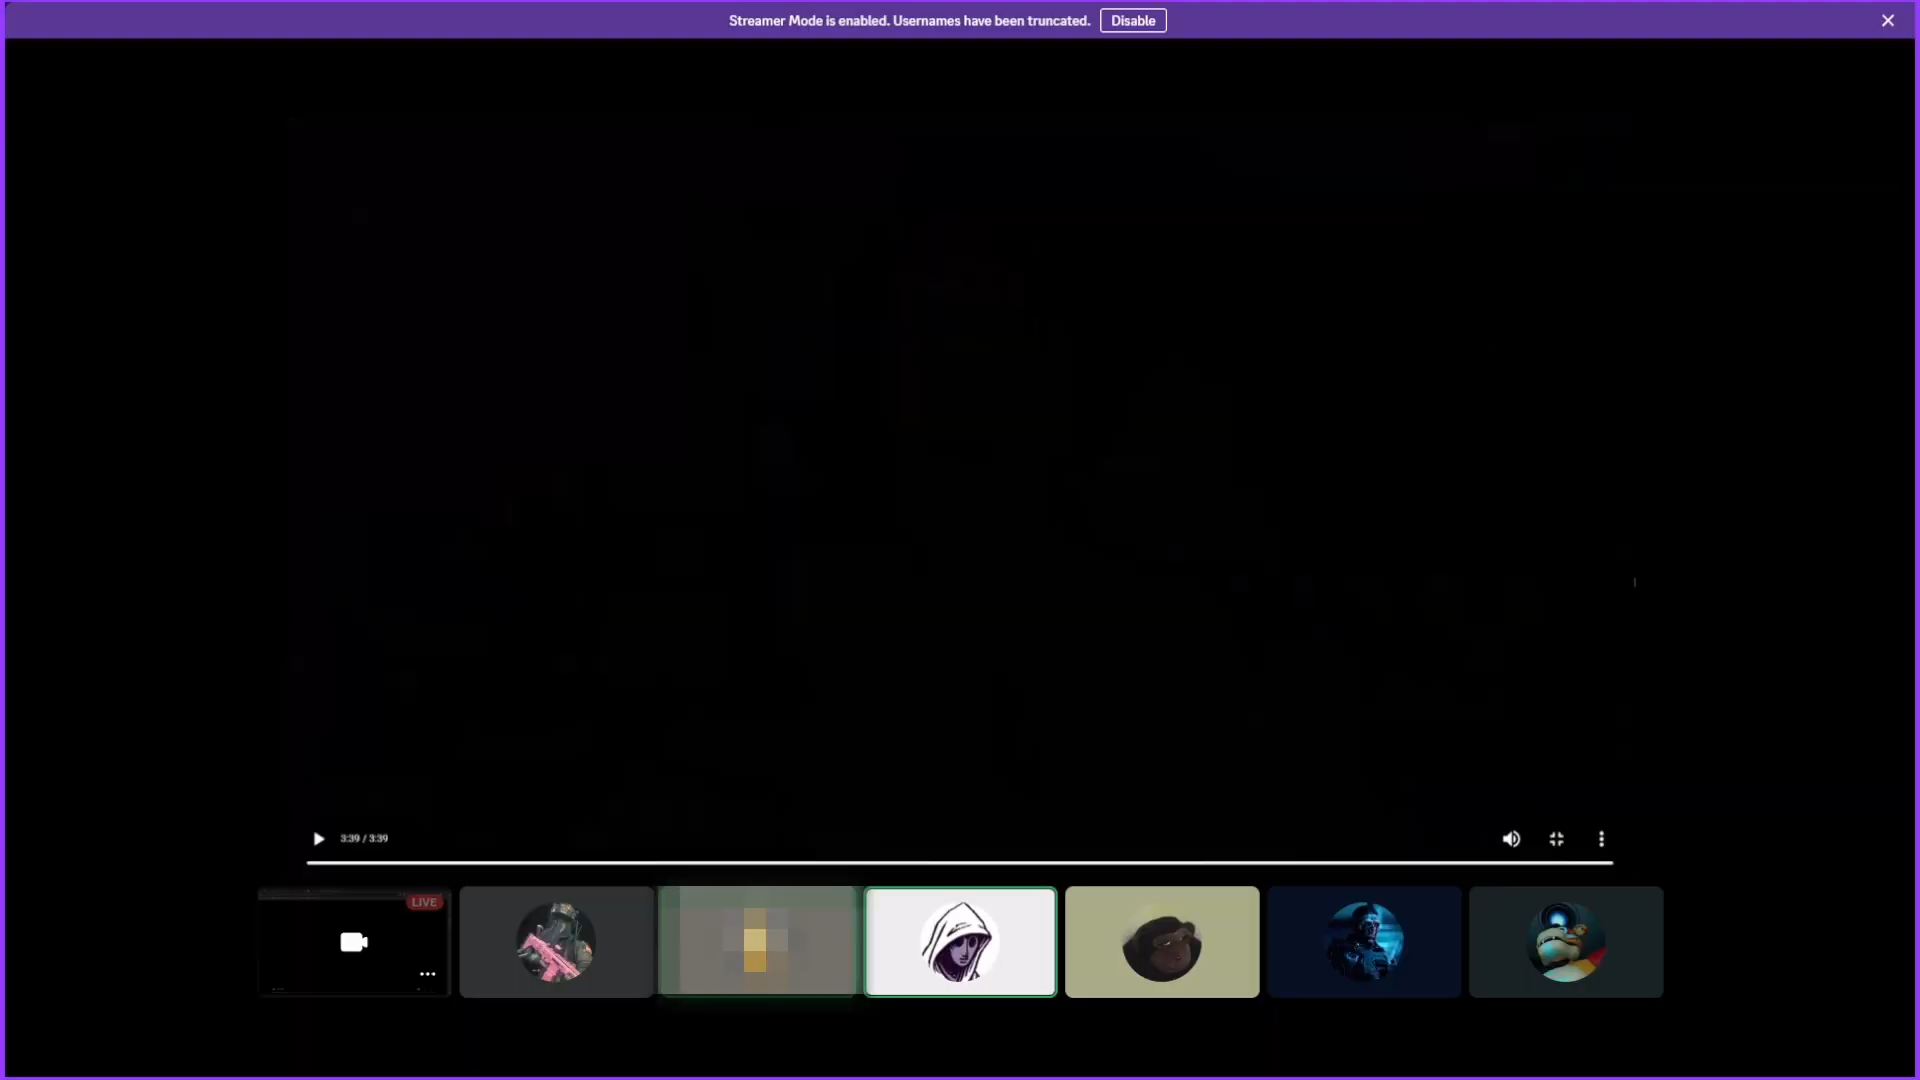 Streamer Mode is enabled. Usernames have been truncated. Disable
3:39 / 3:39
LIVE